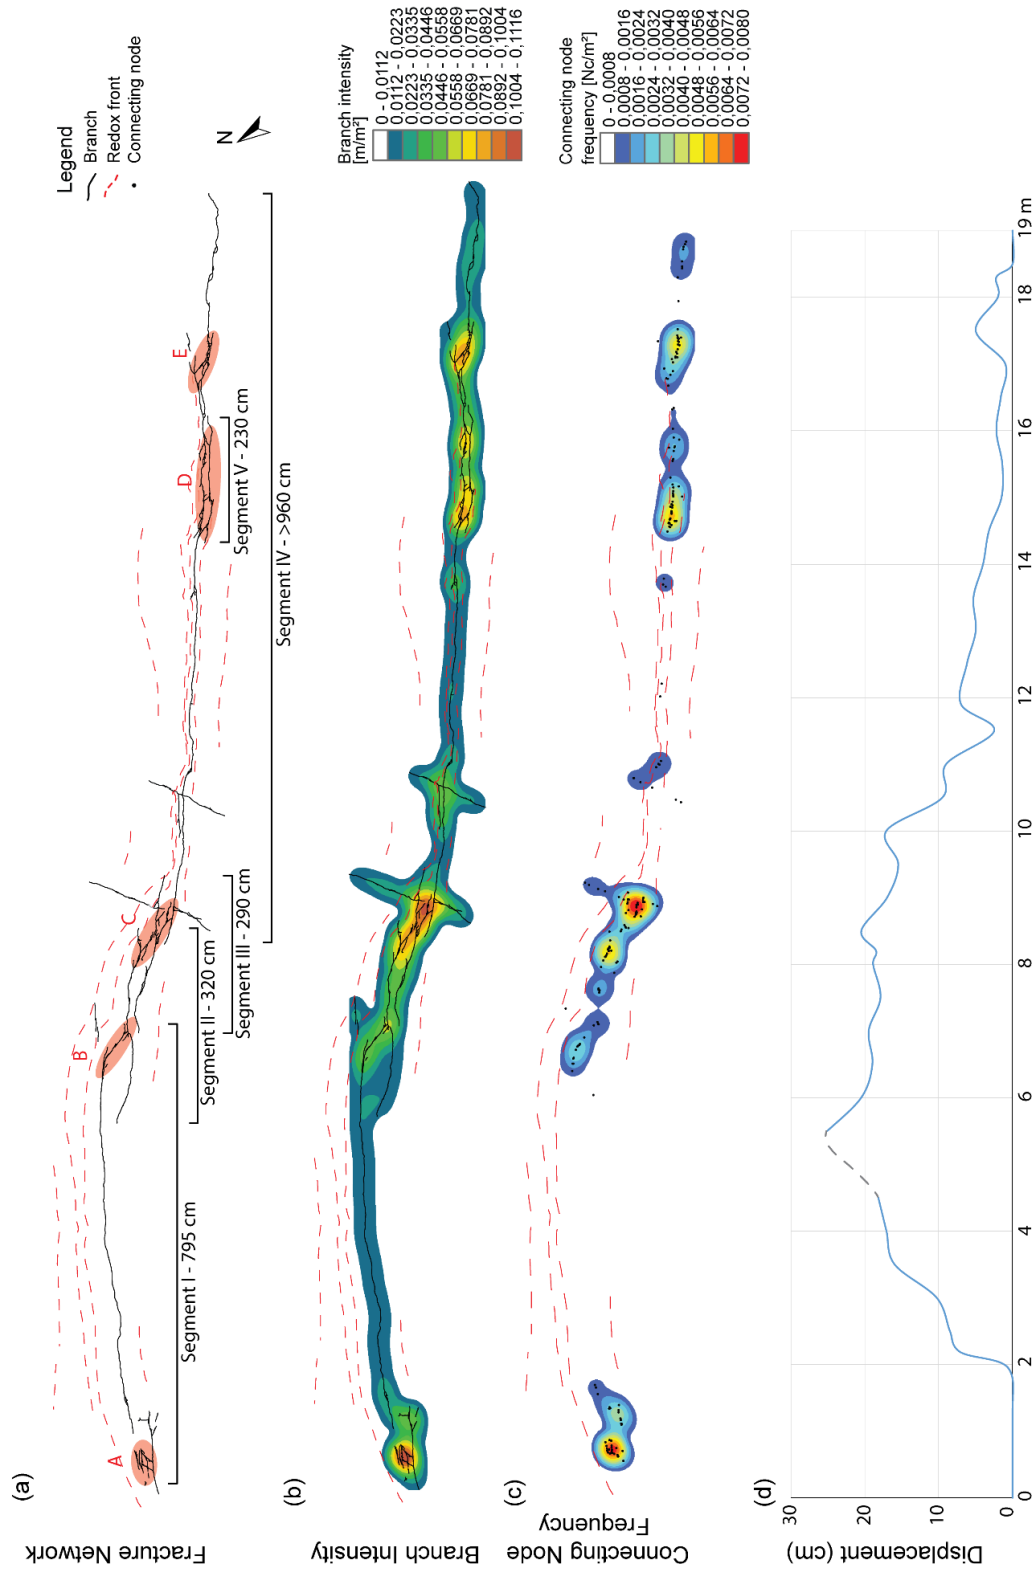 (a)
Fracture Network
A
B
C
D
E
Segment I - 795 cm
Segment II - 320 cm
Segment III - 290 cm
Segment IV - >960 cm
Segment V - 230 cm
Legend
Branch
Redox front
Connecting node
N
(b)
Branch Intensity
Branch intensity
[m/m²]
0 - 0,0112
0,0112 - 0,0223
0,0223 - 0,0335
0,0335 - 0,0446
0,0446 - 0,0558
0,0558 - 0,0669
0,0669 - 0,0781
0,0781 - 0,0892
0,0892 - 0,1004
0,1004 - 0,1116
(c)
Connecting Node
Frequency
Connecting node
frequency [Nc/m²]
0 - 0,0008
0,0008 - 0,0016
0,0016 - 0,0024
0,0024 - 0,0032
0,0032 - 0,0040
0,0040 - 0,0048
0,0048 - 0,0056
0,0056 - 0,0064
0,0064 - 0,0072
0,0072 - 0,0080
(d)
Displacement (cm)
30
20
10
0
0 2 4 6 8 10 12 14 16 18 19 m